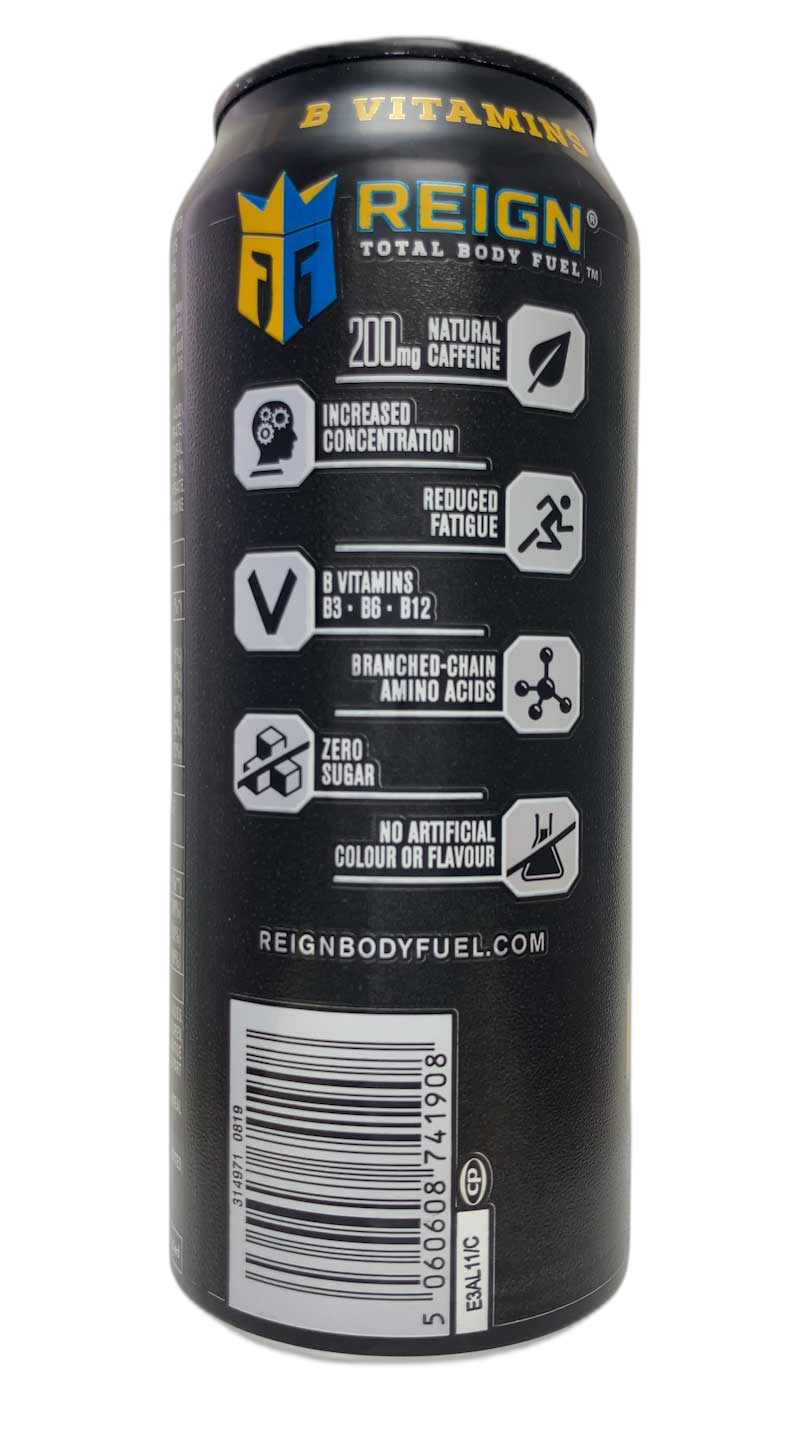 B VITAMINS
REIGN®
TOTAL BODY FUEL™
200mg NATURAL
CAFFEINE
INCREASED
CONCENTRATION
REDUCED
FATIGUE
V
B VITAMINS
B3 · B6 · B12
BRANCHED-CHAIN
AMINO ACIDS
ZERO
SUGAR
NO ARTIFICIAL
COLOUR OR FLAVOUR
REIGNBODYFUEL.COM
314971 0819
5 060608 741908
CP
E3AL11/C